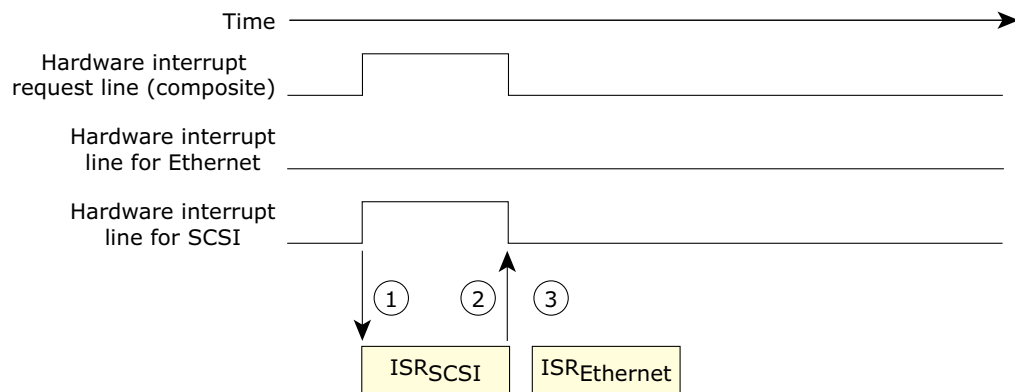 Time
Hardware interrupt
request line (composite)
Hardware interrupt
line for Ethernet
Hardware interrupt
line for SCSI
1
2
3
ISRSCSI
ISREthernet